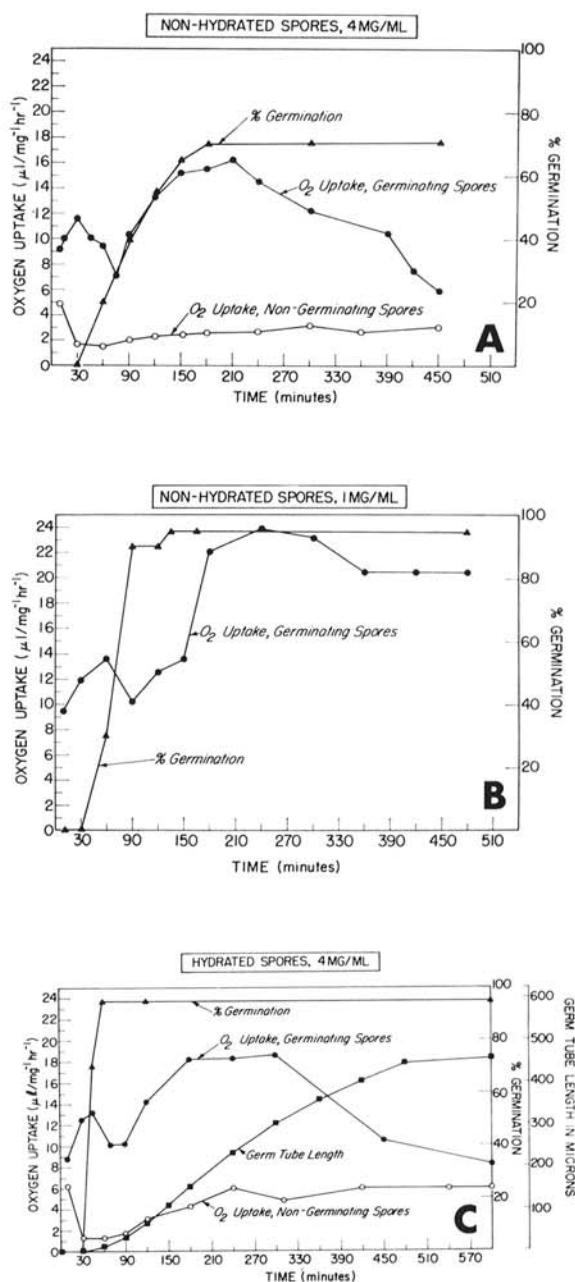 NON-HYDRATED SPORES, 4MG/ML
OXYGEN UPTAKE (μl/mg⁻¹hr⁻¹)
24
22
20
18
16
14
12
10
8
6
4
2
0
% Germination
O₂ Uptake, Germinating Spores
O₂ Uptake, Non-Germinating Spores
A
100
80
60
40
20
% GERMINATION
30 90 150 210 270 330 390 450 510
TIME (minutes)
NON-HYDRATED SPORES, 1MG/ML
OXYGEN UPTAKE (μl/mg⁻¹hr⁻¹)
24
22
20
18
16
14
12
10
8
6
4
2
0
O₂ Uptake, Germinating Spores
% Germination
B
100
80
60
40
20
% GERMINATION
30 90 150 210 270 330 390 450 510
TIME (minutes)
HYDRATED SPORES, 4MG/ML
OXYGEN UPTAKE (μl/mg⁻¹hr⁻¹)
24
22
20
18
16
14
12
10
8
6
4
2
0
% Germination
O₂ Uptake, Germinating Spores
Germ Tube Length
O₂ Uptake, Non-Germinating Spores
C
100
80
60
40
20
% GERMINATION
600
500
400
300
200
100
GERM TUBE LENGTH IN MICRONS
30 90 150 210 270 330 390 450 510 570
TIME (minutes)